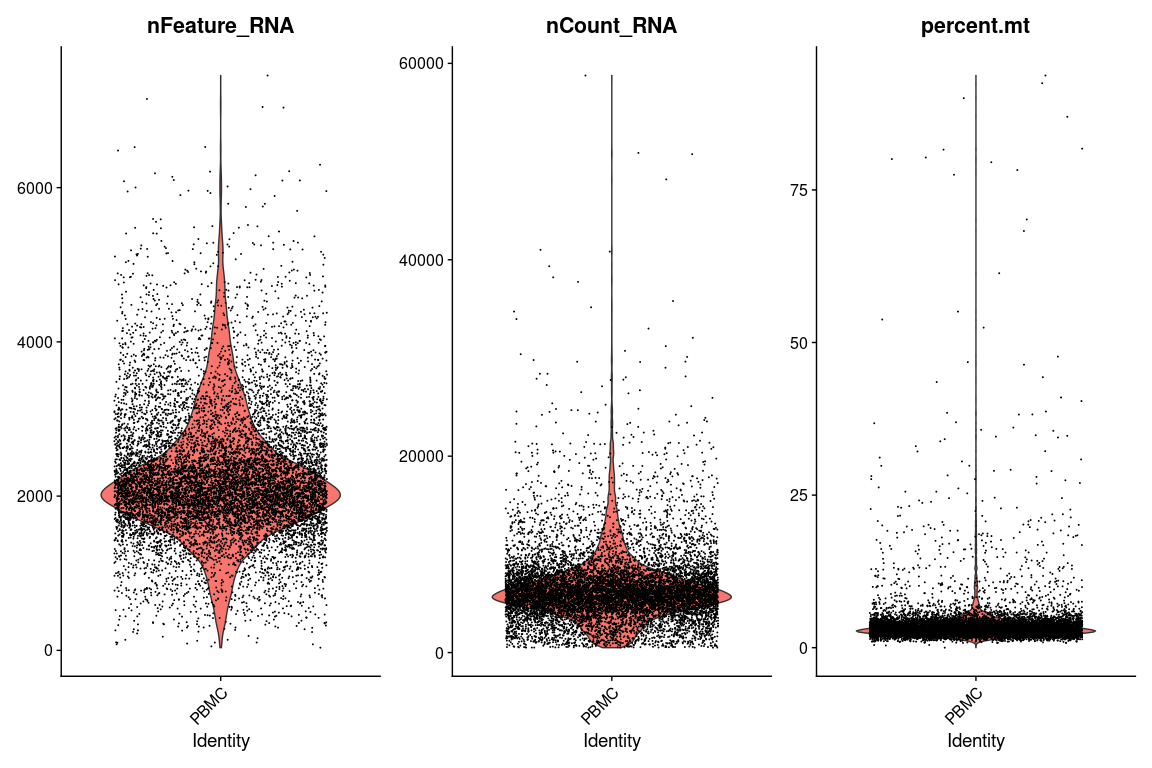 nFeature_RNA
6000
4000
2000
0
PBMC
Identity
nCount_RNA
60000
40000
20000
0
PBMC
Identity
percent.mt
75
50
25
0
PBMC
Identity